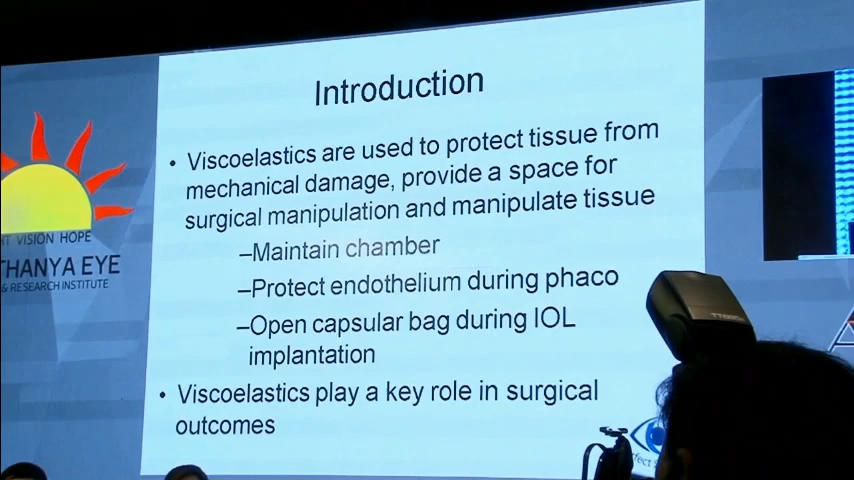 Introduction
• Viscoelastics are used to protect tissue from
mechanical damage, provide a space for
surgical manipulation and manipulate tissue
–Maintain chamber
–Protect endothelium during phaco
–Open capsular bag during IOL
implantation
• Viscoelastics play a key role in surgical
outcomes
VISION HOPE
THANYA EYE
& RESEARCH INSTITUTE